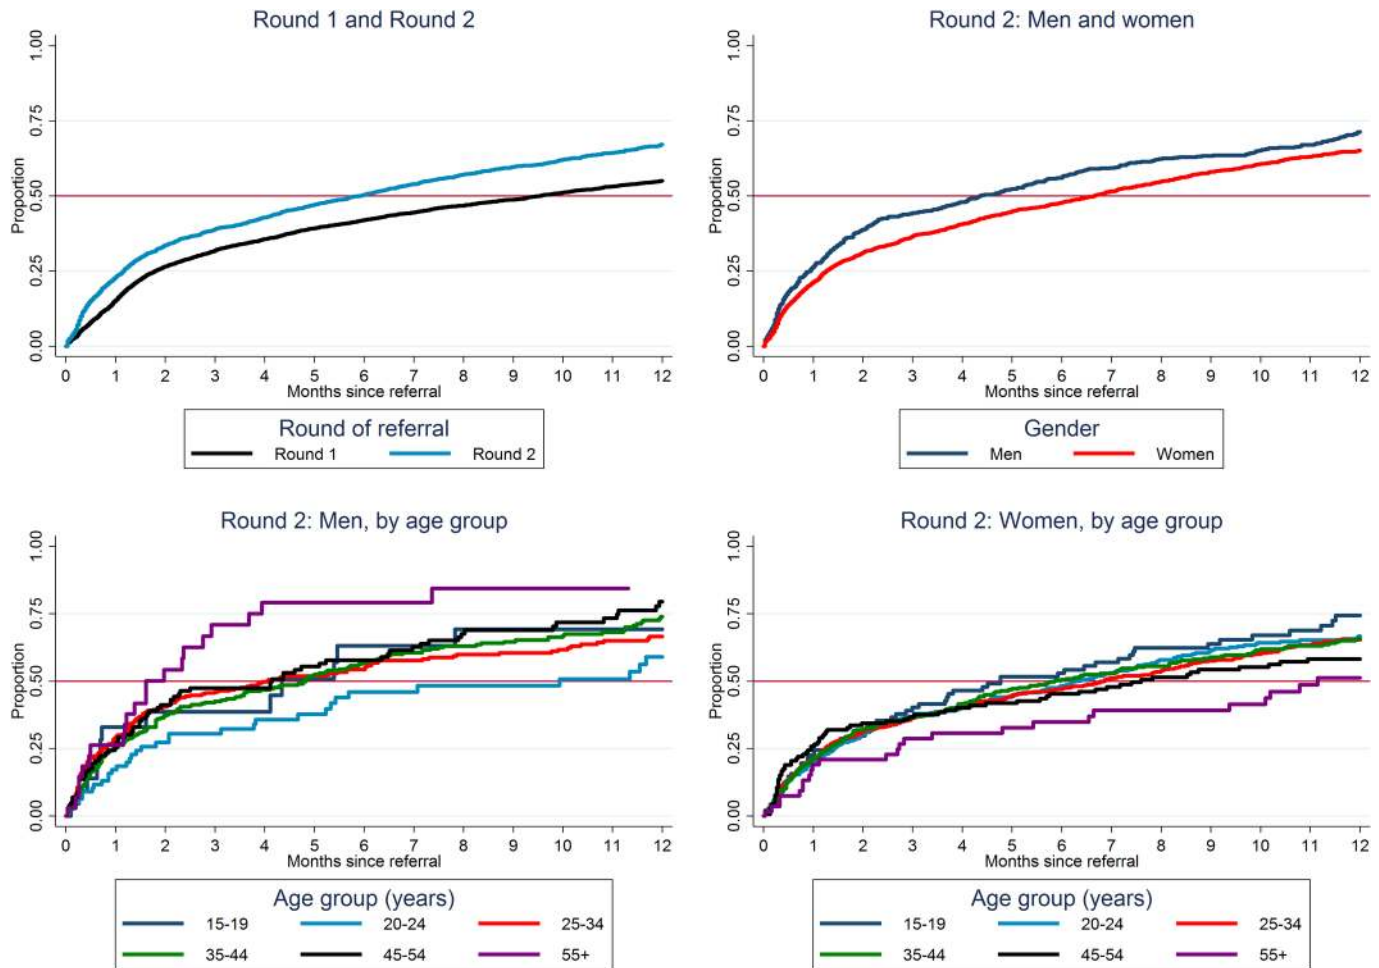 Round 1 and Round 2
Proportion
1.00
0.75
0.50
0.25
0.00
0 1 2 3 4 5 6 7 8 9 10 11 12
Months since referral
Round of referral
Round 1 Round 2
Round 2: Men and women
Proportion
1.00
0.75
0.50
0.25
0.00
0 1 2 3 4 5 6 7 8 9 10 11 12
Months since referral
Gender
Men Women
Round 2: Men, by age group
Proportion
1.00
0.75
0.50
0.25
0.00
0 1 2 3 4 5 6 7 8 9 10 11 12
Months since referral
Age group (years)
15-19 20-24 25-34
35-44 45-54 55+
Round 2: Women, by age group
Proportion
1.00
0.75
0.50
0.25
0.00
0 1 2 3 4 5 6 7 8 9 10 11 12
Months since referral
Age group (years)
15-19 20-24 25-34
35-44 45-54 55+